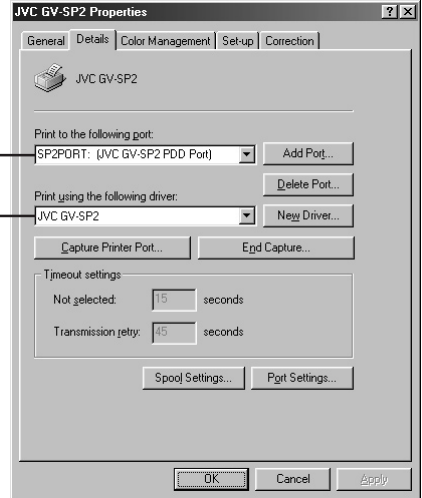 JVC GV-SP2 Properties
General Details Color Management Set-up Correction
JVC GV-SP2
Print to the following port:
SP2PORT: (JVC GV-SP2 PDD Port) Add Port...
Delete Port...
Print using the following driver:
JVC GV-SP2 New Driver...
Capture Printer Port... End Capture...
Timeout settings
Not selected: 15 seconds
Transmission retry: 45 seconds
Spool Settings... Port Settings...
OK Cancel Apply